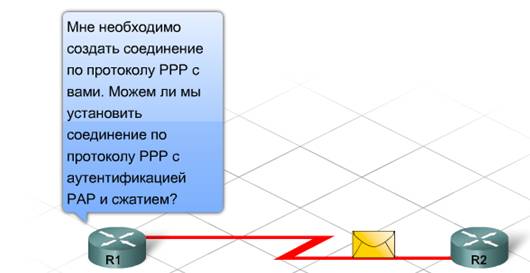 Мне необходимо
создать соединение
по протоколу PPP с
вами. Можем ли мы
установить
соединение по
протоколу PPP с
аутентификацией
PAP и сжатием?
R1
R2